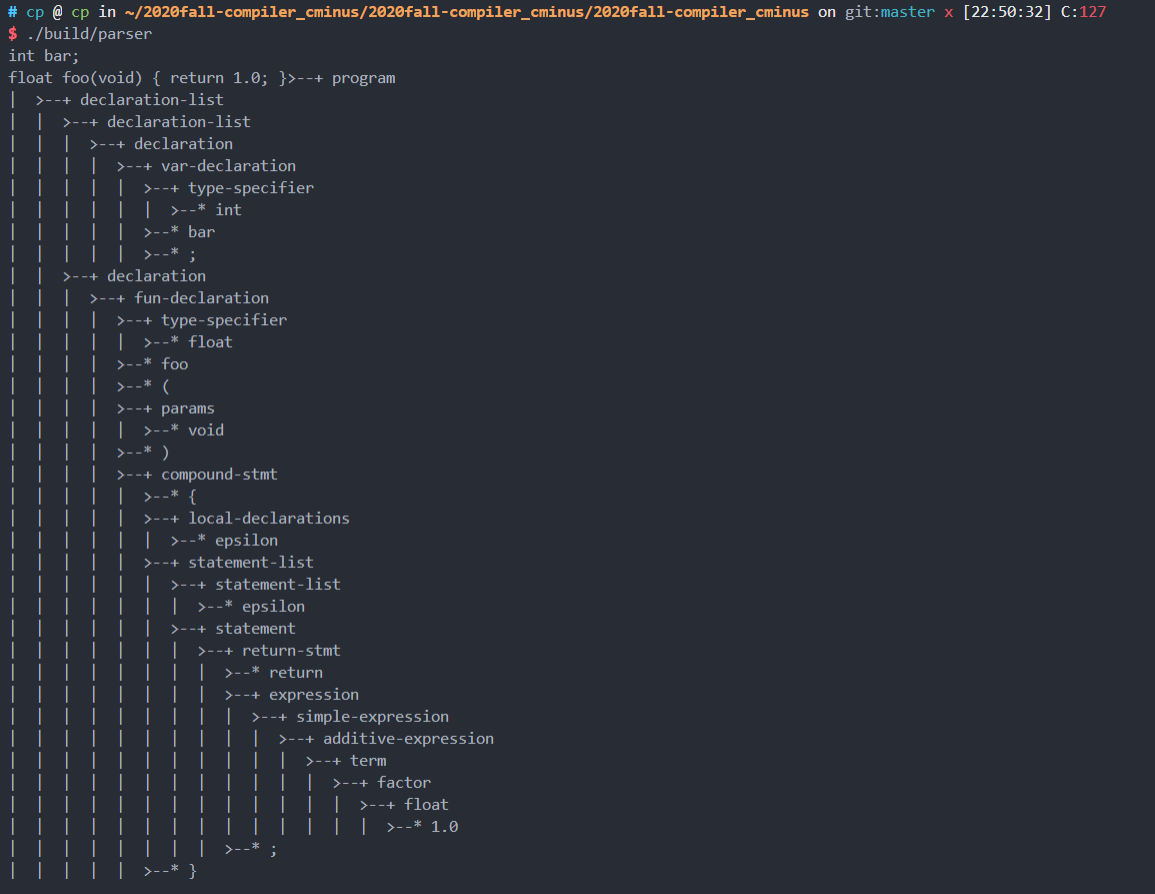 # cp @ cp in ~/2020fall-compiler_cminus/2020fall-compiler_cminus/2020fall-compiler_cminus on git:master x [22:50:32] C:127
$ ./build/parser
int bar;
float foo(void) { return 1.0; }>--+ program
|  >--+ declaration-list
|  |  >--+ declaration-list
|  |  |  >--+ declaration
|  |  |  |  >--+ var-declaration
|  |  |  |  |  >--+ type-specifier
|  |  |  |  |  |  >--* int
|  |  |  |  |  >--* bar
|  |  |  |  |  >--* ;
|  |  >--+ declaration
|  |  |  >--+ fun-declaration
|  |  |  |  >--+ type-specifier
|  |  |  |  |  >--* float
|  |  |  |  >--* foo
|  |  |  |  >--* (
|  |  |  |  >--+ params
|  |  |  |  |  >--* void
|  |  |  |  >--* )
|  |  |  |  >--+ compound-stmt
|  |  |  |  |  >--* {
|  |  |  |  |  >--+ local-declarations
|  |  |  |  |  |  >--* epsilon
|  |  |  |  |  >--+ statement-list
|  |  |  |  |  |  >--+ statement-list
|  |  |  |  |  |  |  >--* epsilon
|  |  |  |  |  |  >--+ statement
|  |  |  |  |  |  |  >--+ return-stmt
|  |  |  |  |  |  |  |  >--* return
|  |  |  |  |  |  |  |  >--+ expression
|  |  |  |  |  |  |  |  |  >--+ simple-expression
|  |  |  |  |  |  |  |  |  |  >--+ additive-expression
|  |  |  |  |  |  |  |  |  |  |  >--+ term
|  |  |  |  |  |  |  |  |  |  |  |  >--+ factor
|  |  |  |  |  |  |  |  |  |  |  |  |  >--+ float
|  |  |  |  |  |  |  |  |  |  |  |  |  |  >--* 1.0
|  |  |  |  |  |  |  |  >--* ;
|  |  |  |  |  >--* }